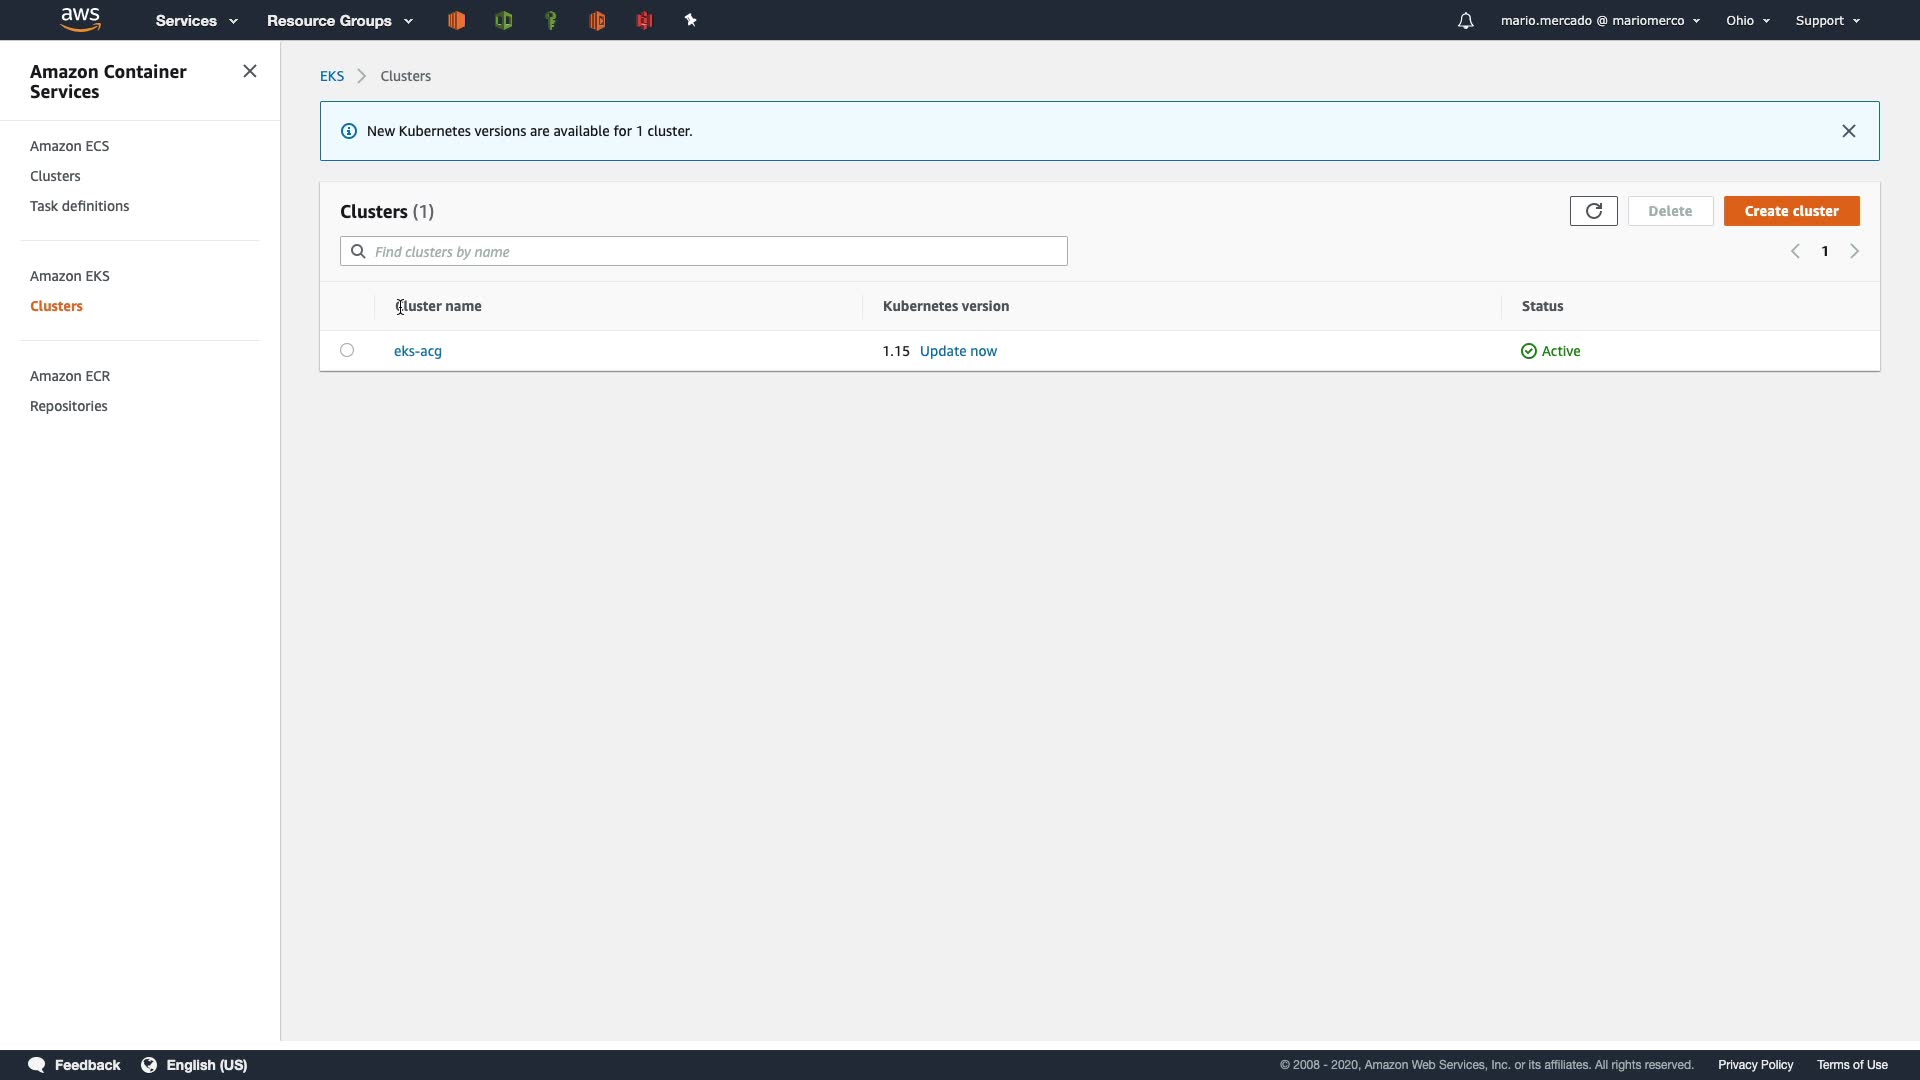 aws
Services
Resource Groups
mario.mercado @ mariomerco
Ohio
Support
Amazon Container
Services
Amazon ECS
Clusters
Task definitions
Amazon EKS
Clusters
Amazon ECR
Repositories
EKS
Clusters
New Kubernetes versions are available for 1 cluster.
Clusters (1)
Delete
Create cluster
Find clusters by name
1
Cluster name
Kubernetes version
Status
eks-acg
1.15 Update now
Active
Feedback
English (US)
© 2008 - 2020, Amazon Web Services, Inc. or its affiliates. All rights reserved.
Privacy Policy
Terms of Use